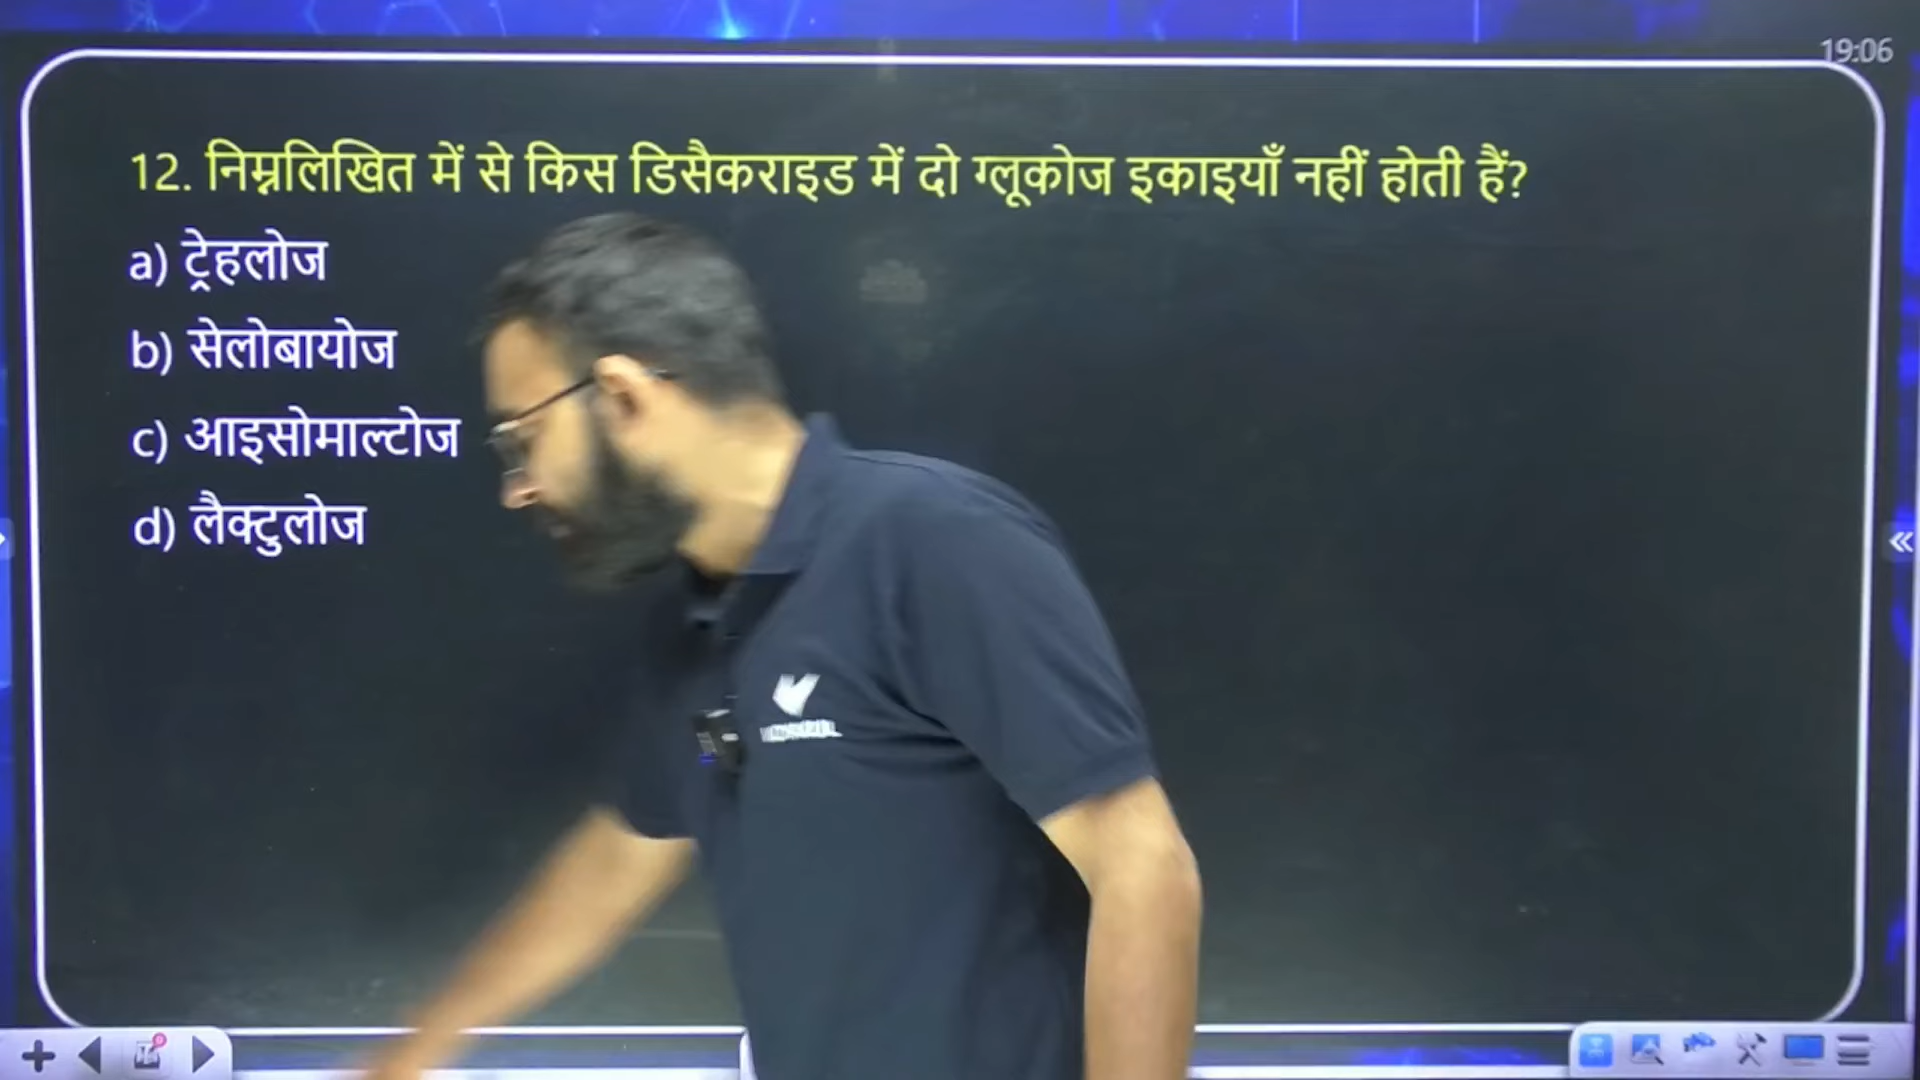 19:06
12. निम्नलिखित में से किस डिसैकराइड में दो ग्लूकोज इकाइयाँ नहीं होती हैं?
a) ट्रेहलोज
b) सेलोबायोज
c) आइसोमाल्टोज
d) लैक्टुलोज